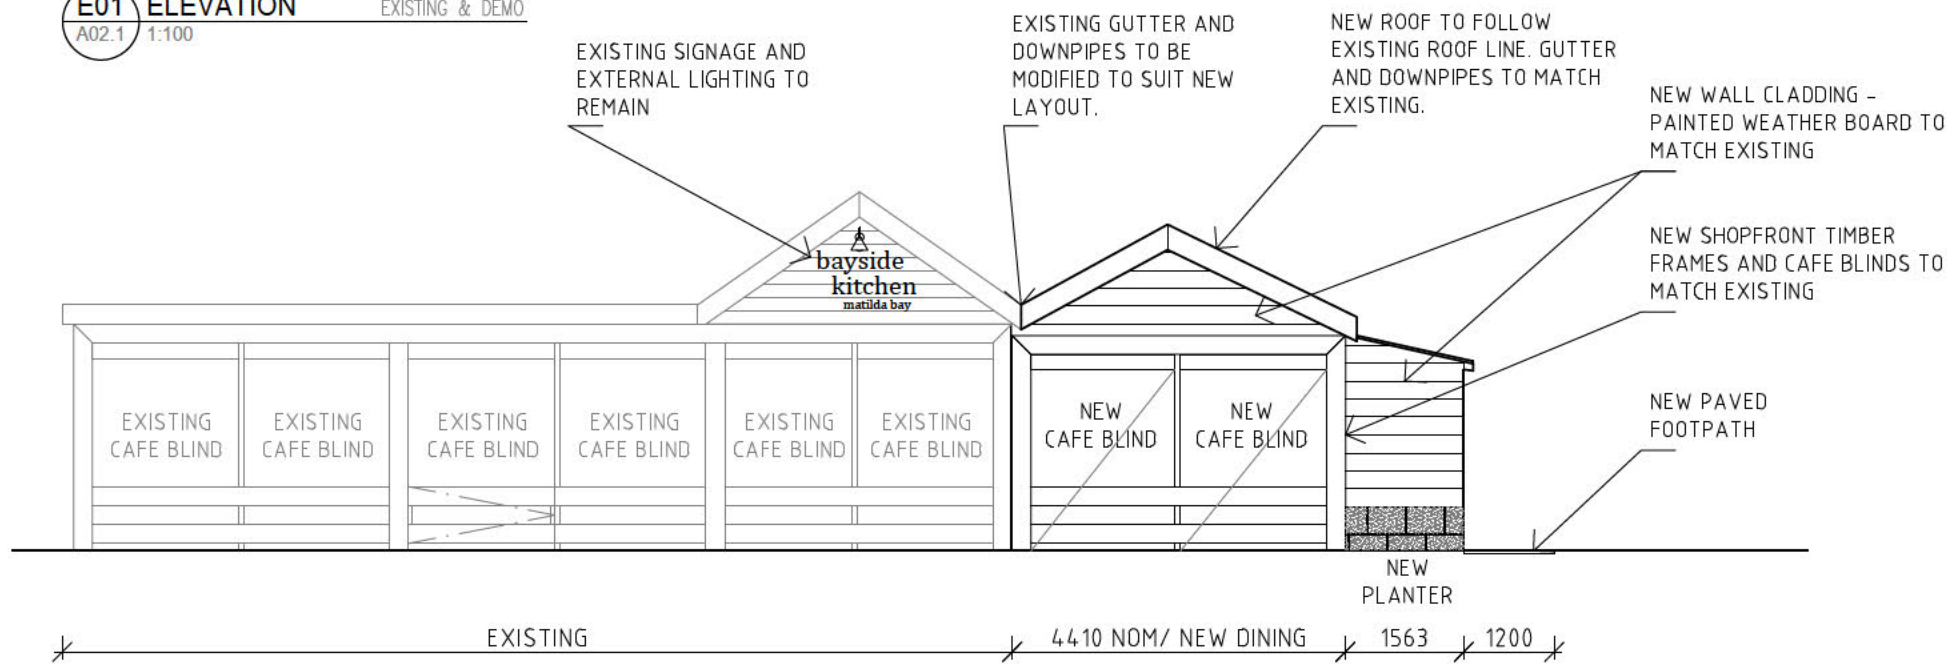 E01 ELEVATION EXISTING & DEMO
A02.1 1:100
EXISTING SIGNAGE AND
EXTERNAL LIGHTING TO
REMAIN
EXISTING GUTTER AND
DOWNPIPES TO BE
MODIFIED TO SUIT NEW
LAYOUT.
NEW ROOF TO FOLLOW
EXISTING ROOF LINE. GUTTER
AND DOWNPIPES TO MATCH
EXISTING.
NEW WALL CLADDING –
PAINTED WEATHER BOARD TO
MATCH EXISTING
NEW SHOPFRONT TIMBER
FRAMES AND CAFE BLINDS TO
MATCH EXISTING
NEW PAVED
FOOTPATH
bayside
kitchen
matilda bay
EXISTING
CAFE BLIND
EXISTING
CAFE BLIND
EXISTING
CAFE BLIND
EXISTING
CAFE BLIND
EXISTING
CAFE BLIND
EXISTING
CAFE BLIND
NEW
CAFE BLIND
NEW
CAFE BLIND
NEW
PLANTER
EXISTING
4410 NOM/ NEW DINING
1563
1200